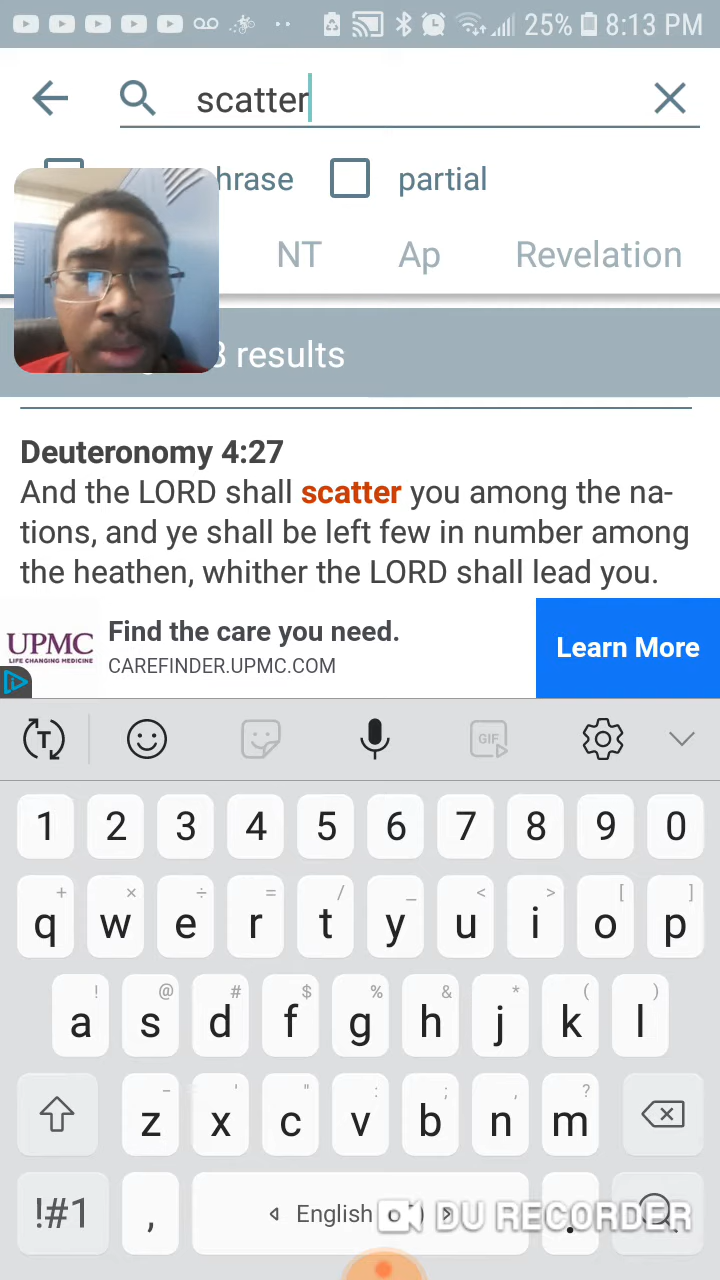 25% 8:13 PM
scatter
hrase partial
NT Ap Revelation
3 results
Deuteronomy 4:27
And the LORD shall scatter you among the na-
tions, and ye shall be left few in number among
the heathen, whither the LORD shall lead you.
UPMC
LIFE CHANGING MEDICINE
Find the care you need.
CAREFINDER.UPMC.COM
Learn More
T GIF
1 2 3 4 5 6 7 8 9 0
+ × ÷ = / _ < > [ ]
q w e r t y u i o p
! @ # $ % & * ( )
a s d f g h j k l
- ' " : ; , ?
z x c v b n m
!#1 , English .
DU RECORDER